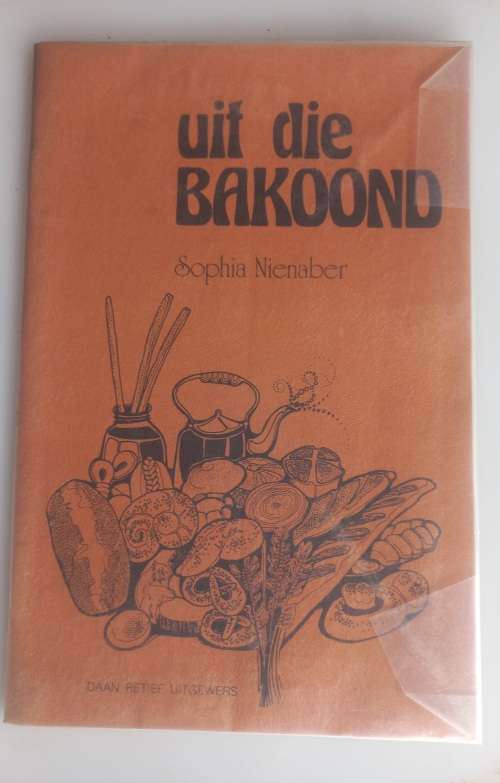 uit die
BAKOOND
Sophia Nienaber
DAAN RETIEF UITGEWERS